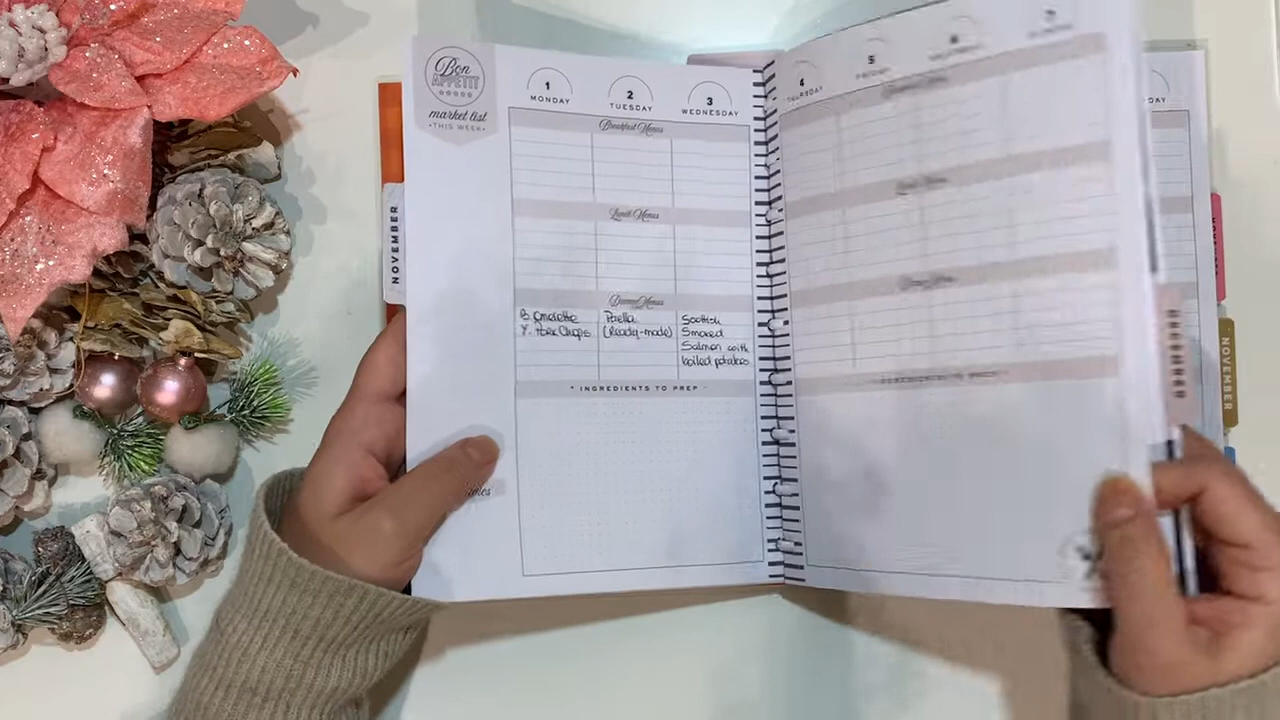 Bon
APPETIT
market list
• THIS WEEK •
1
MONDAY
2
TUESDAY
3
WEDNESDAY
Breakfast Menus
Lunch Menus
Dinner Menus
B. Omelette
Y. Pork Chops
Paella
(Ready-made)
Scottish
Smoked
Salmon with
boiled potatoes
* INGREDIENTS TO PREP
NOVEMBER
4
THURSDAY
5
FRIDAY
NOVEMBER